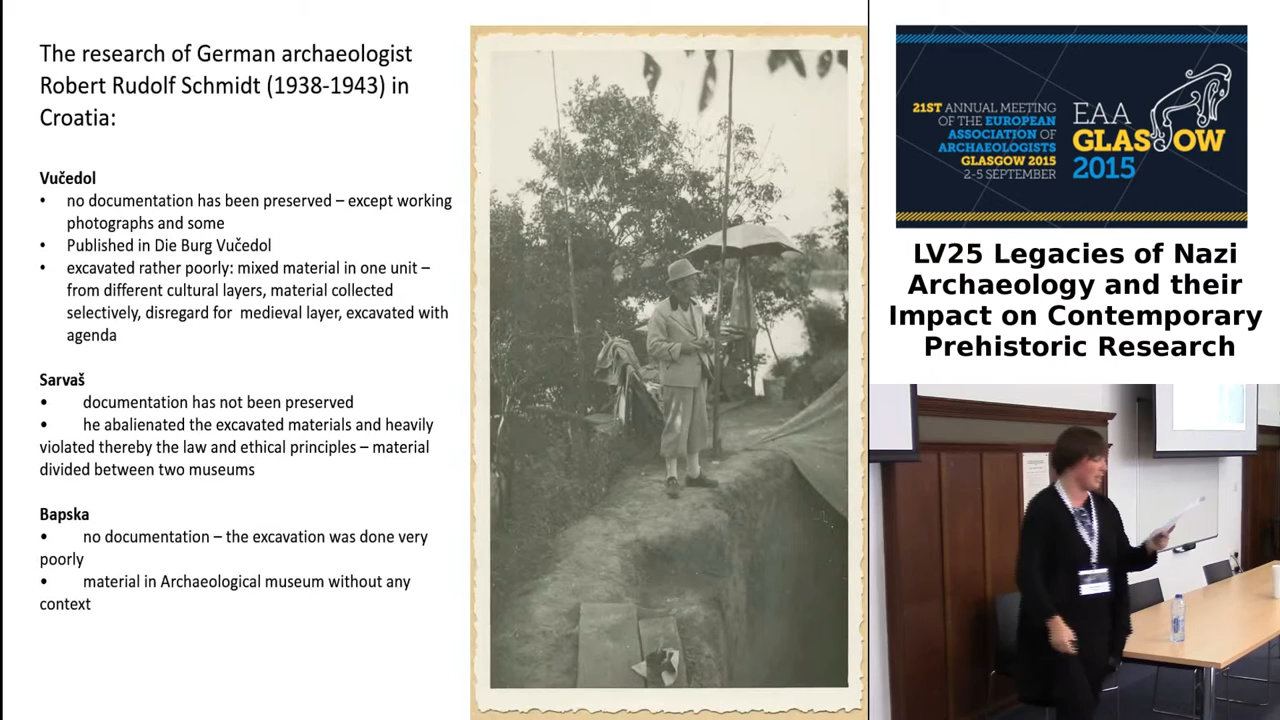 The research of German archaeologist
Robert Rudolf Schmidt (1938-1943) in
Croatia:
Vučedol
• no documentation has been preserved – except working
photographs and some
• Published in Die Burg Vučedol
• excavated rather poorly: mixed material in one unit –
from different cultural layers, material collected
selectively, disregard for medieval layer, excavated with
agenda
Sarvaš
• documentation has not been preserved
• he abalienated the excavated materials and heavily
violated thereby the law and ethical principles – material
divided between two museums
Bapska
• no documentation – the excavation was done very
poorly
• material in Archaeological museum without any
context
21ST ANNUAL MEETING
OF THE EUROPEAN
ASSOCIATION OF
ARCHAEOLOGISTS
GLASGOW 2015
2-5 SEPTEMBER
EAA
GLASGOW
2015
LV25 Legacies of Nazi
Archaeology and their
Impact on Contemporary
Prehistoric Research